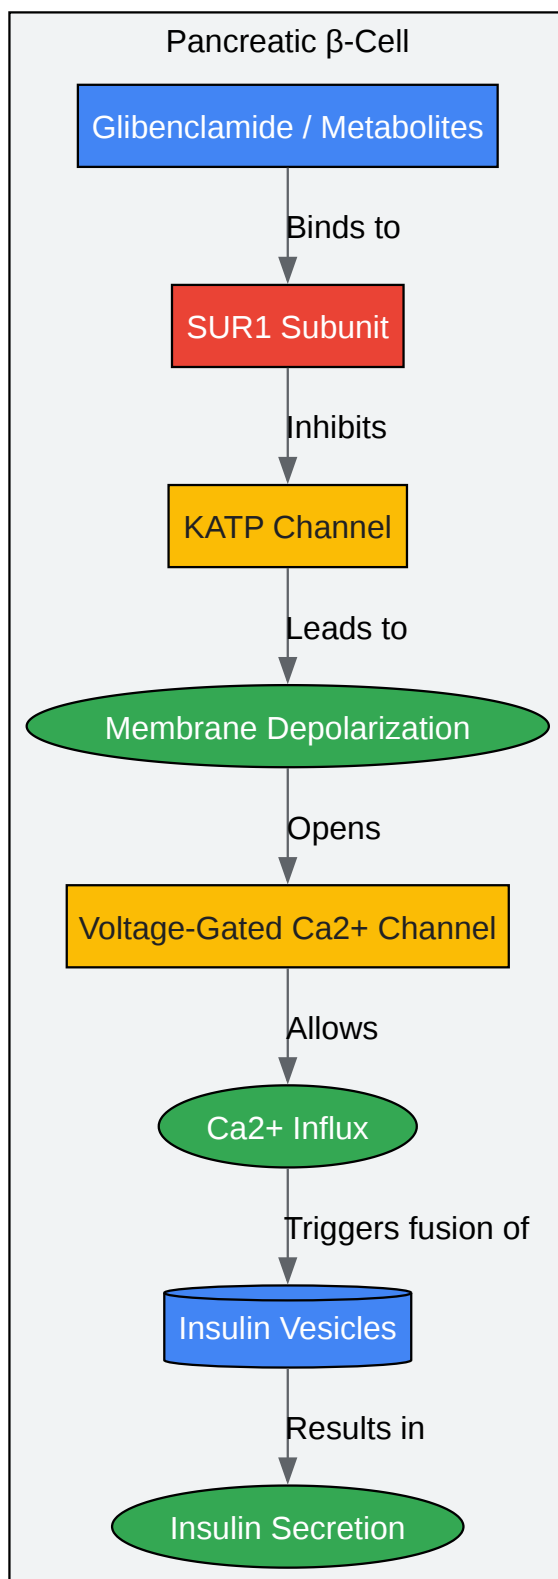 Pancreatic β-Cell
Glibenclamide / Metabolites
Binds to
SUR1 Subunit
Inhibits
KATP Channel
Leads to
Membrane Depolarization
Opens
Voltage-Gated Ca2+ Channel
Allows
Ca2+ Influx
Triggers fusion of
Insulin Vesicles
Results in
Insulin Secretion